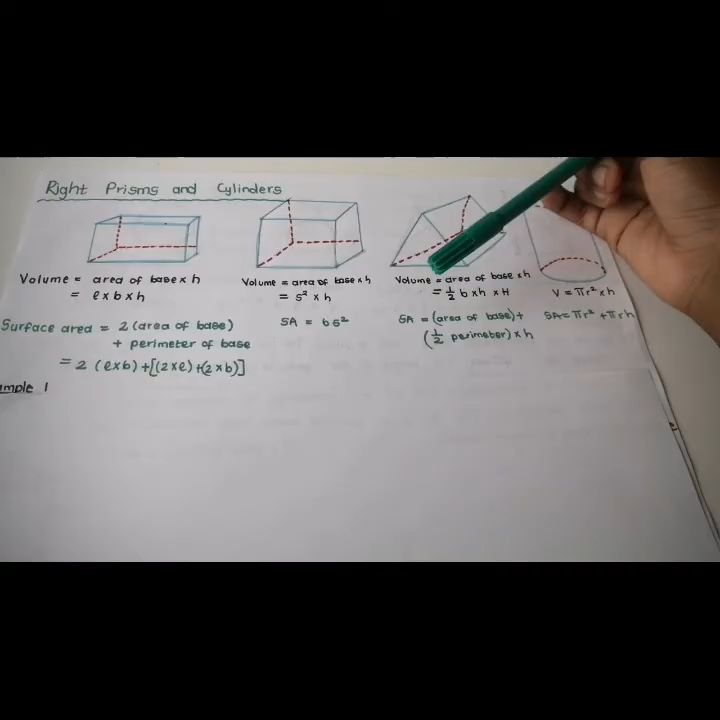 Right Prisms and Cylinders
Volume = area of base x h
= l x b x h
Surface area = 2 (area of base)
+ perimeter of base
= 2 (l x b) + [(2 x l) + (2 x b)]
Volume = area of base x h
= s² x h
SA = 6s²
Volume = area of base x h
= ½ b x h x H
SA = (area of base) +
(½ perimeter) x h
V = πr² x h
SA = πr² + πrh
mple 1